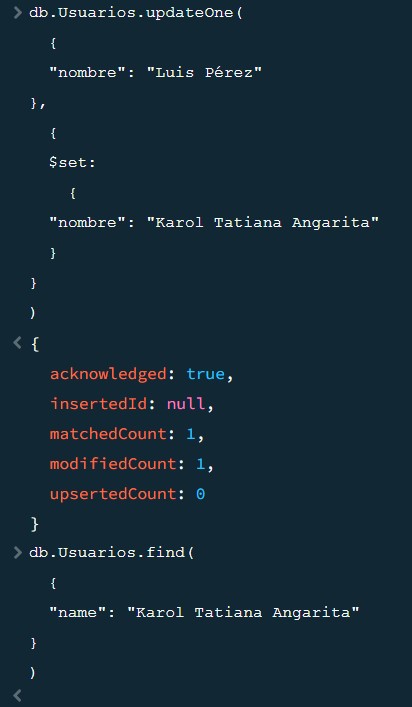 > db.Usuarios.updateOne(
{
"nombre": "Luis Pérez"
},
{
$set:
{
"nombre": "Karol Tatiana Angarita"
}
}
)
< {
acknowledged: true,
insertedId: null,
matchedCount: 1,
modifiedCount: 1,
upsertedCount: 0
}
> db.Usuarios.find(
{
"name": "Karol Tatiana Angarita"
}
)
<